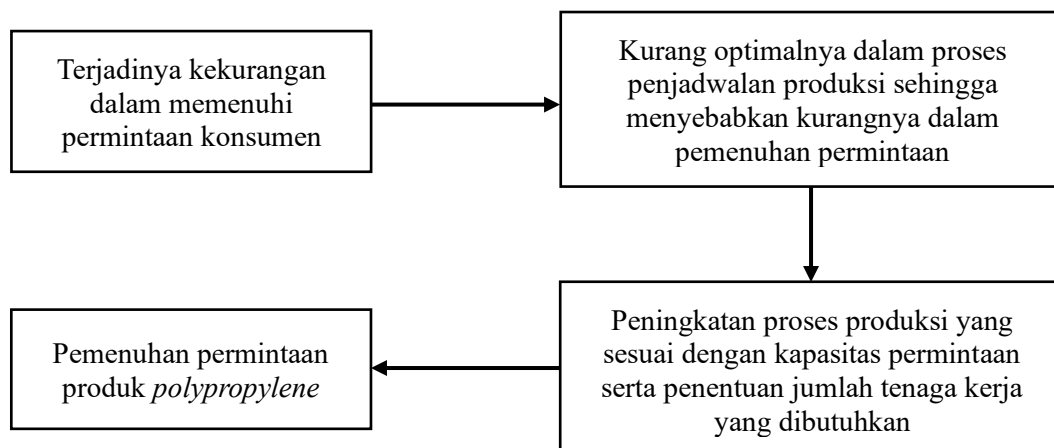 Terjadinya kekurangan
dalam memenuhi
permintaan konsumen
Kurang optimalnya dalam proses
penjadwalan produksi sehingga
menyebabkan kurangnya dalam
pemenuhan permintaan
Peningkatan proses produksi yang
sesuai dengan kapasitas permintaan
serta penentuan jumlah tenaga kerja
yang dibutuhkan
Pemenuhan permintaan
produk polypropylene